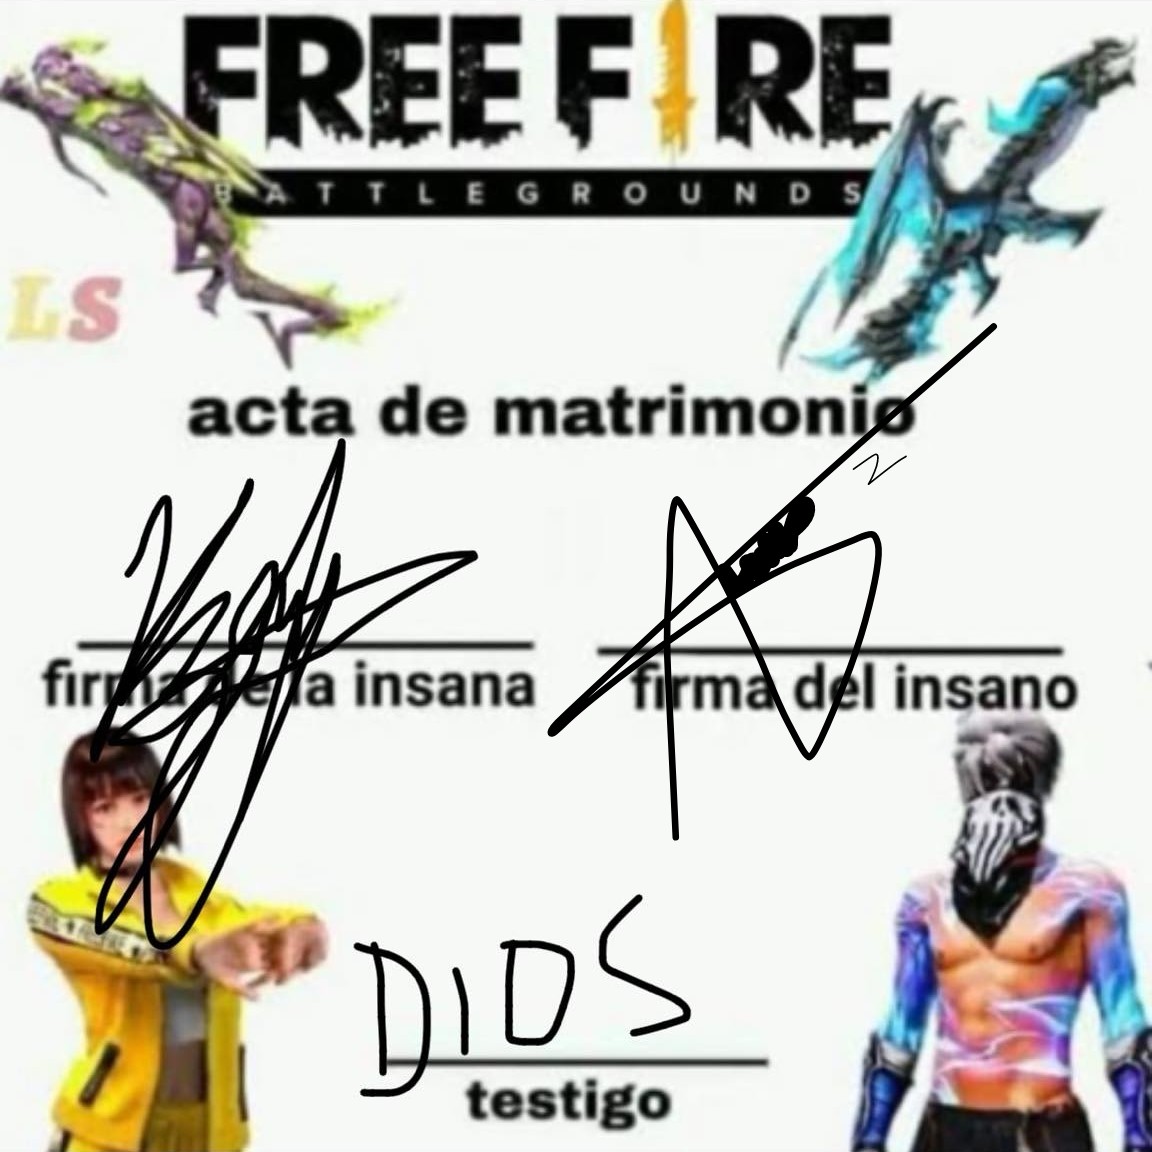 FREE FIRE
BATTLEGROUNDS
LS
acta de matrimonio
firma de la insana
firma del insano
DIOS
testigo